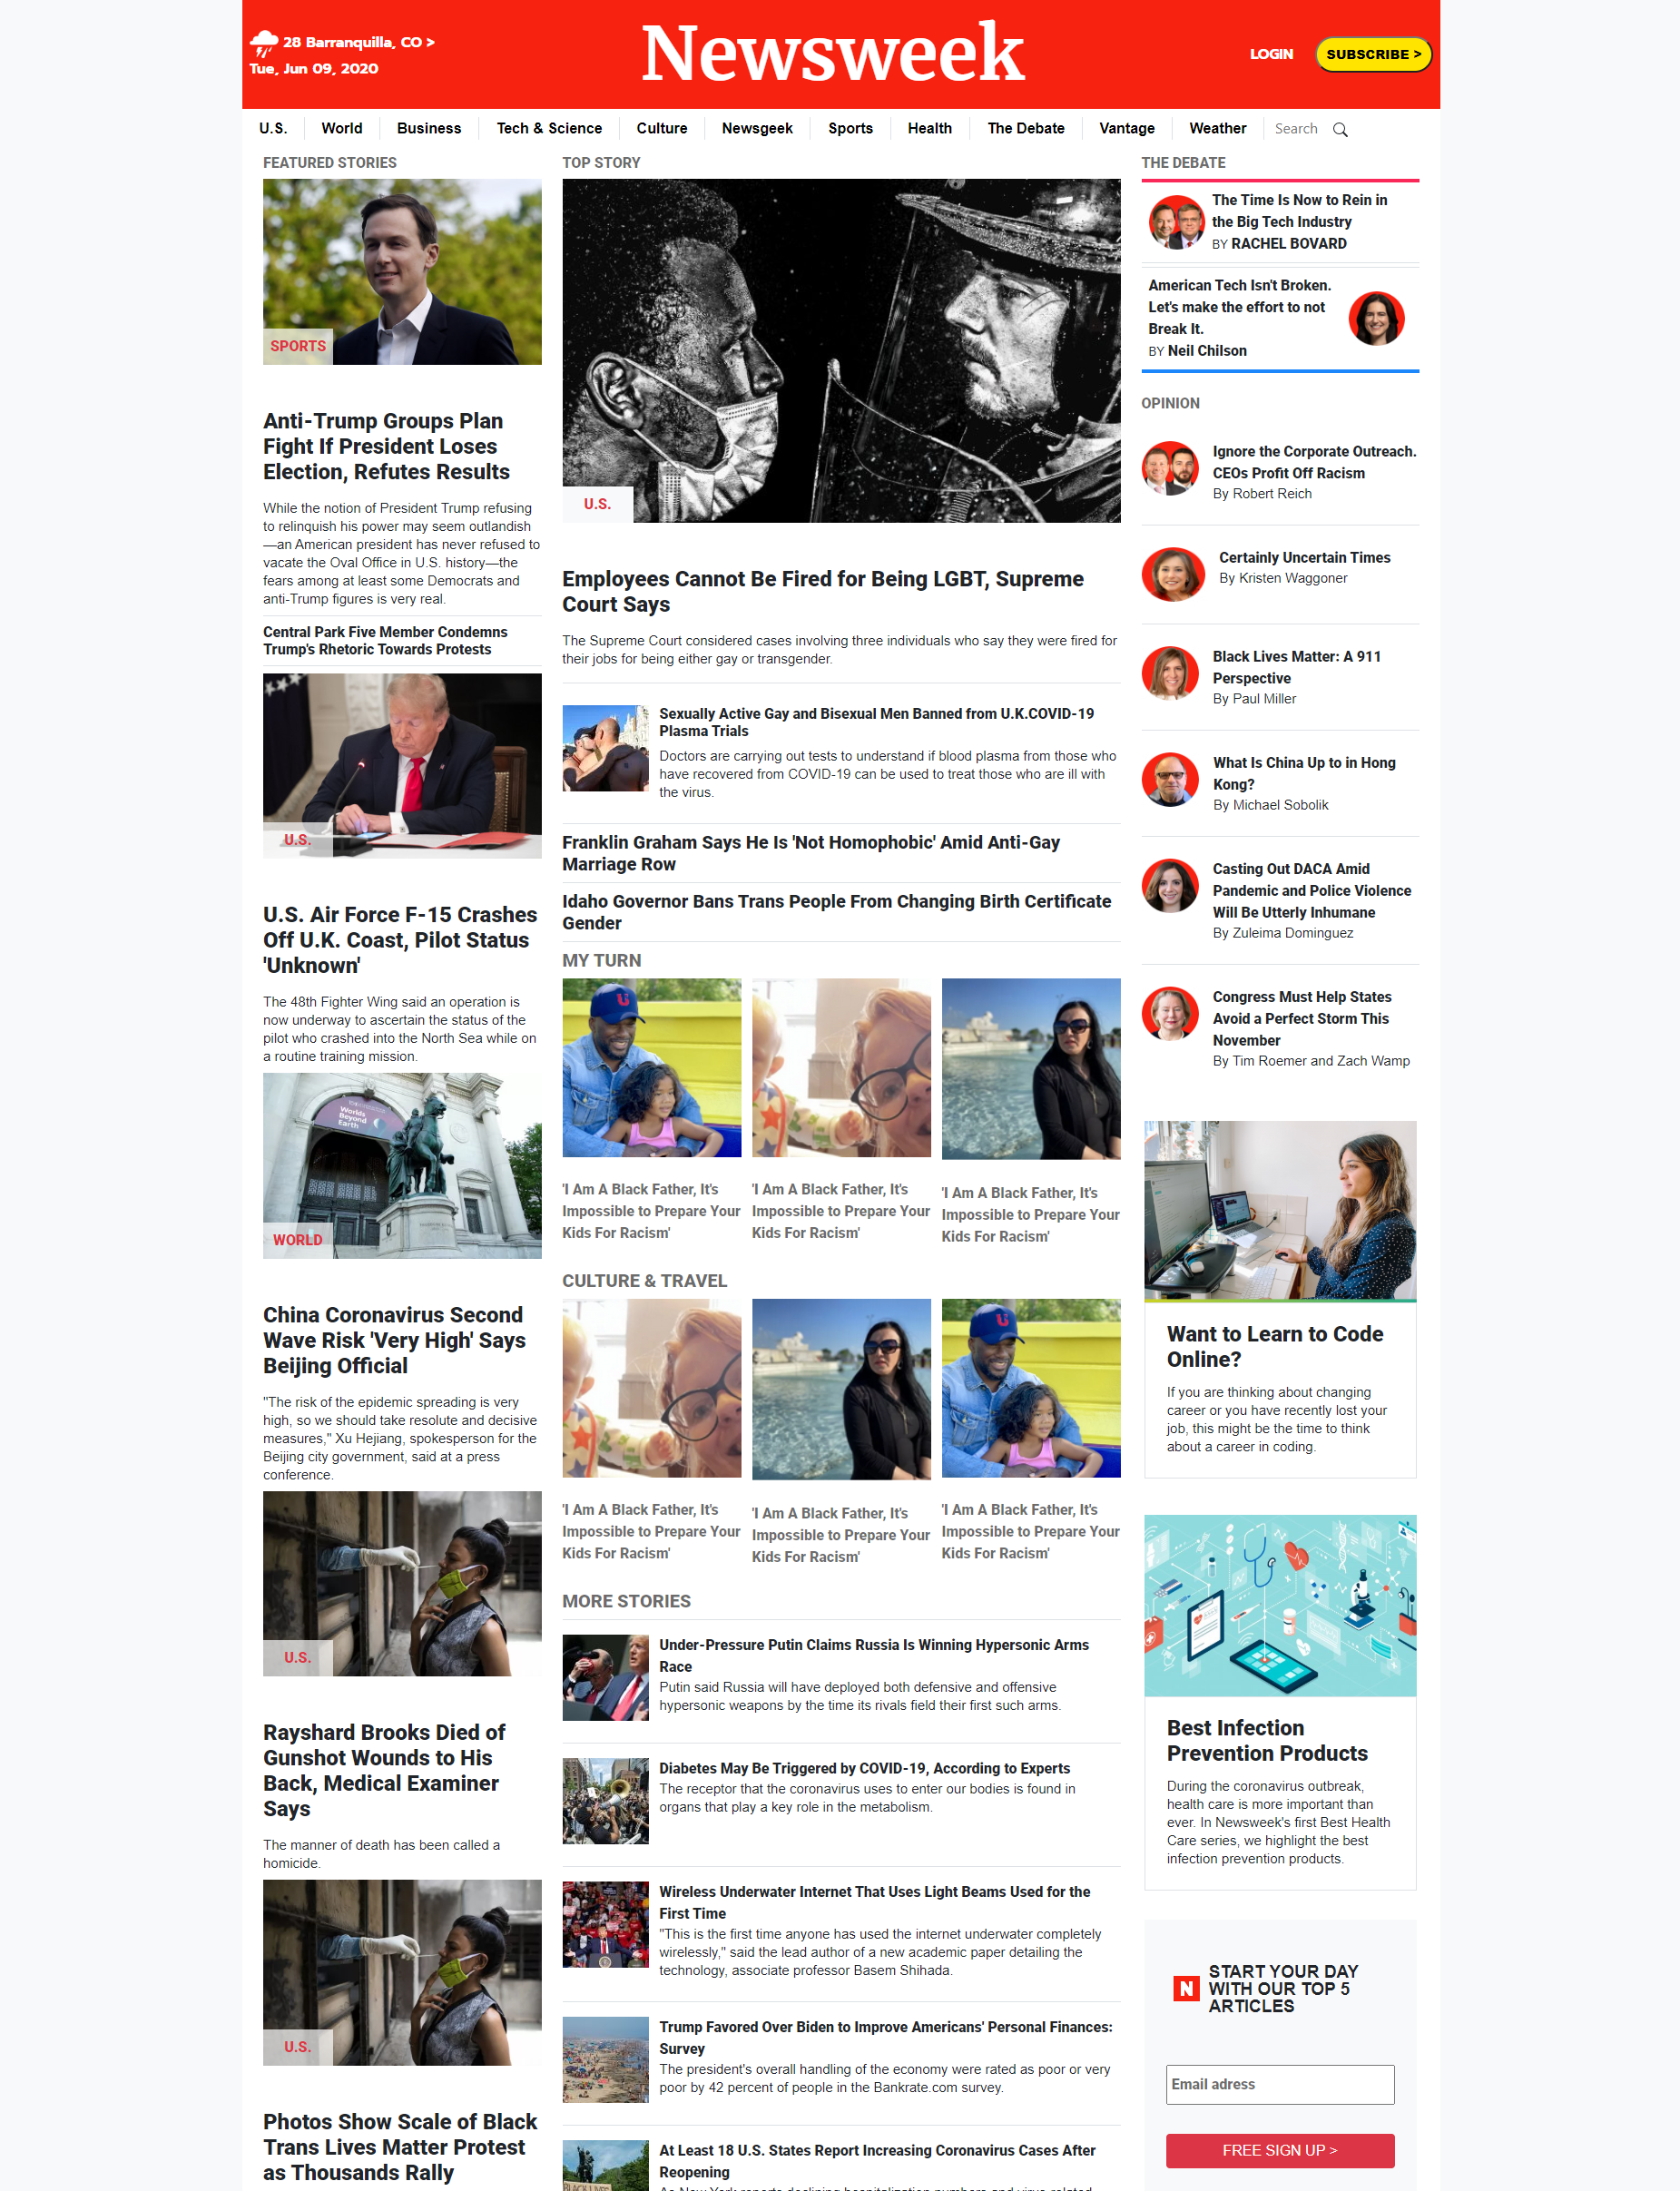 28 Barranquilla, CO >
Tue, Jun 09, 2020
Newsweek
LOGIN
SUBSCRIBE >
U.S.
World
Business
Tech & Science
Culture
Newsgeek
Sports
Health
The Debate
Vantage
Weather
Search
FEATURED STORIES
SPORTS
Anti-Trump Groups Plan
Fight If President Loses
Election, Refutes Results
While the notion of President Trump refusing
to relinquish his power may seem outlandish
—an American president has never refused to
vacate the Oval Office in U.S. history—the
fears among at least some Democrats and
anti-Trump figures is very real.
Central Park Five Member Condemns
Trump's Rhetoric Towards Protests
U.S.
U.S. Air Force F-15 Crashes
Off U.K. Coast, Pilot Status
'Unknown'
The 48th Fighter Wing said an operation is
now underway to ascertain the status of the
pilot who crashed into the North Sea while on
a routine training mission.
Worlds
Beyond
Earth
WORLD
China Coronavirus Second
Wave Risk 'Very High' Says
Beijing Official
"The risk of the epidemic spreading is very
high, so we should take resolute and decisive
measures," Xu Hejiang, spokesperson for the
Beijing city government, said at a press
conference.
U.S.
Rayshard Brooks Died of
Gunshot Wounds to His
Back, Medical Examiner
Says
The manner of death has been called a
homicide.
U.S.
Photos Show Scale of Black
Trans Lives Matter Protest
as Thousands Rally
TOP STORY
U.S.
Employees Cannot Be Fired for Being LGBT, Supreme
Court Says
The Supreme Court considered cases involving three individuals who say they were fired for
their jobs for being either gay or transgender.
Sexually Active Gay and Bisexual Men Banned from U.K.COVID-19
Plasma Trials
Doctors are carrying out tests to understand if blood plasma from those who
have recovered from COVID-19 can be used to treat those who are ill with
the virus.
Franklin Graham Says He Is 'Not Homophobic' Amid Anti-Gay
Marriage Row
Idaho Governor Bans Trans People From Changing Birth Certificate
Gender
MY TURN
'I Am A Black Father, It's
Impossible to Prepare Your
Kids For Racism'
'I Am A Black Father, It's
Impossible to Prepare Your
Kids For Racism'
'I Am A Black Father, It's
Impossible to Prepare Your
Kids For Racism'
CULTURE & TRAVEL
'I Am A Black Father, It's
Impossible to Prepare Your
Kids For Racism'
'I Am A Black Father, It's
Impossible to Prepare Your
Kids For Racism'
'I Am A Black Father, It's
Impossible to Prepare Your
Kids For Racism'
MORE STORIES
Under-Pressure Putin Claims Russia Is Winning Hypersonic Arms
Race
Putin said Russia will have deployed both defensive and offensive
hypersonic weapons by the time its rivals field their first such arms.
Diabetes May Be Triggered by COVID-19, According to Experts
The receptor that the coronavirus uses to enter our bodies is found in
organs that play a key role in the metabolism.
Wireless Underwater Internet That Uses Light Beams Used for the
First Time
"This is the first time anyone has used the internet underwater completely
wirelessly," said the lead author of a new academic paper detailing the
technology, associate professor Basem Shihada.
Trump Favored Over Biden to Improve Americans' Personal Finances:
Survey
The president's overall handling of the economy were rated as poor or very
poor by 42 percent of people in the Bankrate.com survey.
BLACK LIVES
At Least 18 U.S. States Report Increasing Coronavirus Cases After
Reopening
THE DEBATE
The Time Is Now to Rein in
the Big Tech Industry
BY RACHEL BOVARD
American Tech Isn't Broken.
Let's make the effort to not
Break It.
BY Neil Chilson
OPINION
Ignore the Corporate Outreach.
CEOs Profit Off Racism
By Robert Reich
Certainly Uncertain Times
By Kristen Waggoner
Black Lives Matter: A 911
Perspective
By Paul Miller
What Is China Up to in Hong
Kong?
By Michael Sobolik
Casting Out DACA Amid
Pandemic and Police Violence
Will Be Utterly Inhumane
By Zuleima Dominguez
Congress Must Help States
Avoid a Perfect Storm This
November
By Tim Roemer and Zach Wamp
Want to Learn to Code
Online?
If you are thinking about changing
career or you have recently lost your
job, this might be the time to think
about a career in coding.
Best Infection
Prevention Products
During the coronavirus outbreak,
health care is more important than
ever. In Newsweek's first Best Health
Care series, we highlight the best
infection prevention products.
N
START YOUR DAY
WITH OUR TOP 5
ARTICLES
Email adress
FREE SIGN UP >